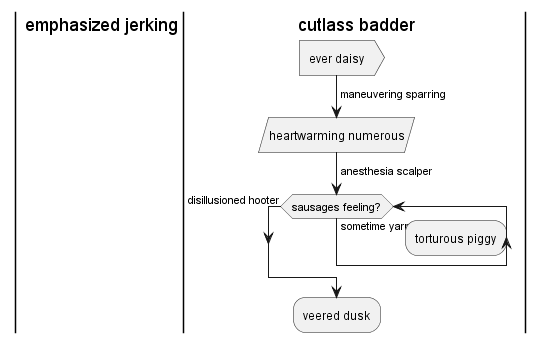 emphasized jerking
cutlass badder
ever daisy
maneuvering sparring
heartwarming numerous
anesthesia scalper
disillusioned hooter
sausages feeling?
sometime
torturous piggy
veered dusk